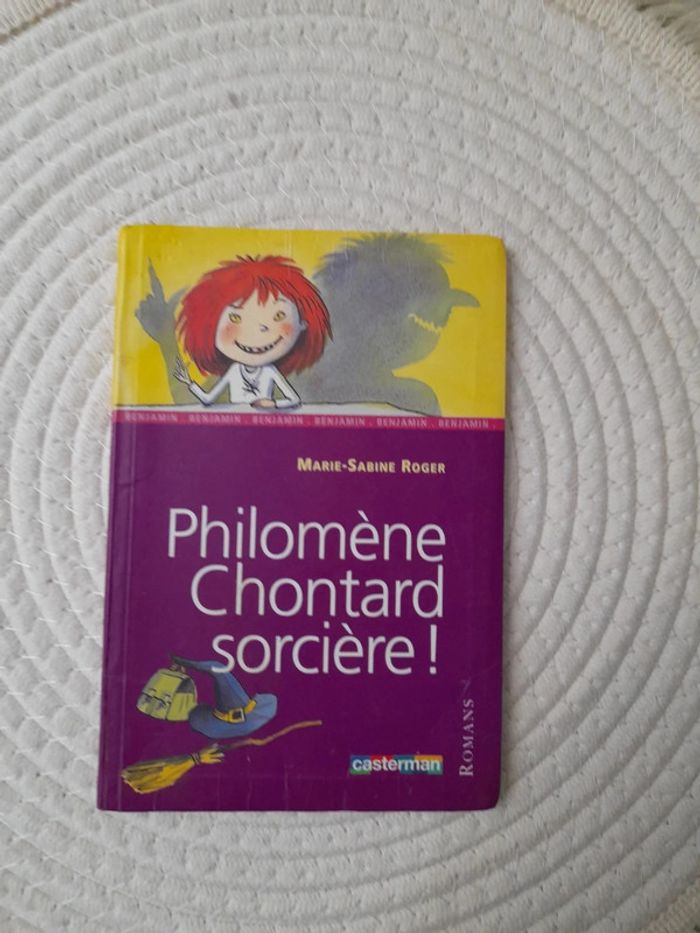 BENJAMIN . BENJAMIN . BENJAMIN . BENJAMIN . BENJAMIN . BENJAMIN .
MARIE-SABINE ROGER
Philomène
Chontard
sorcière !
casterman
ROMANS